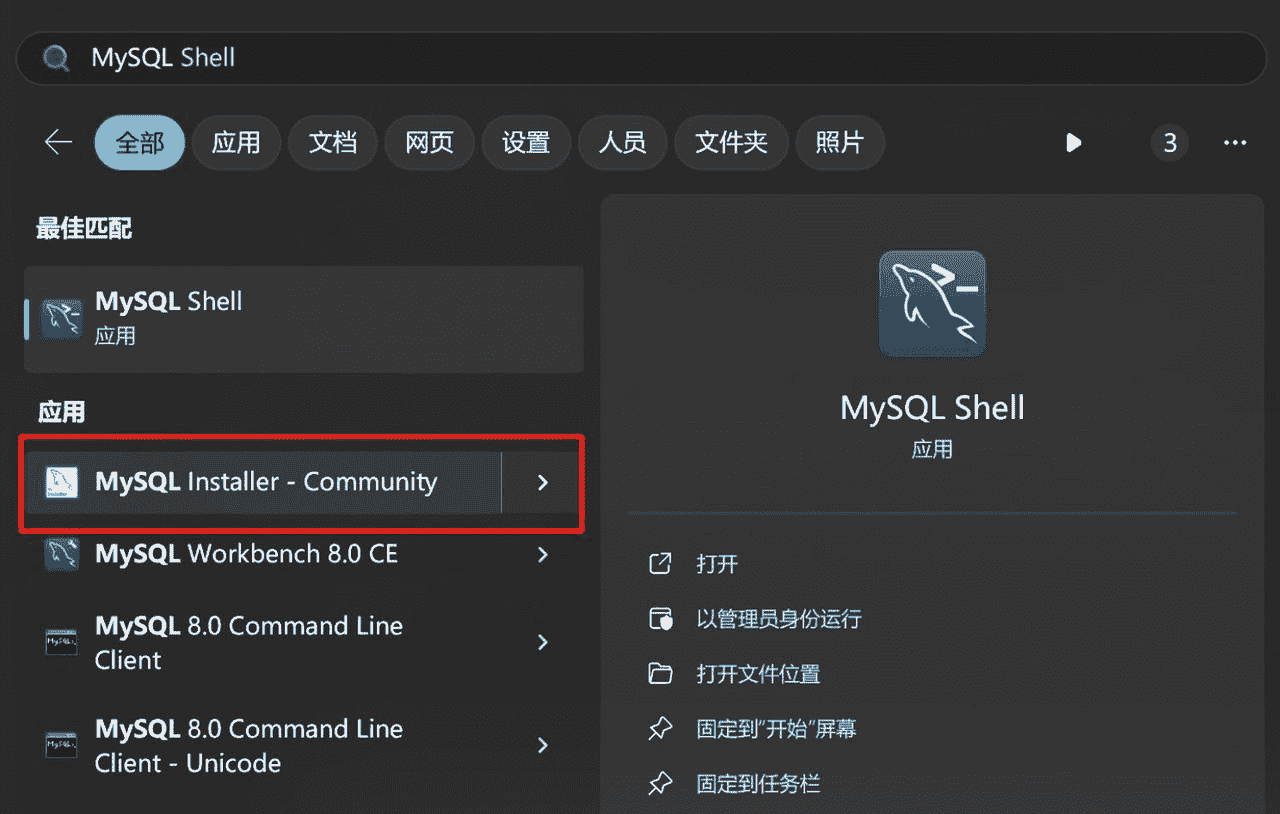 MySQL Shell
全部
应用
文档
网页
设置
人员
文件夹
照片
3
最佳匹配
MySQL Shell
应用
应用
MySQL Installer - Community
MySQL Workbench 8.0 CE
MySQL 8.0 Command Line
Client
MySQL 8.0 Command Line
Client - Unicode
MySQL Shell
应用
打开
以管理员身份运行
打开文件位置
固定到"开始"屏幕
固定到任务栏